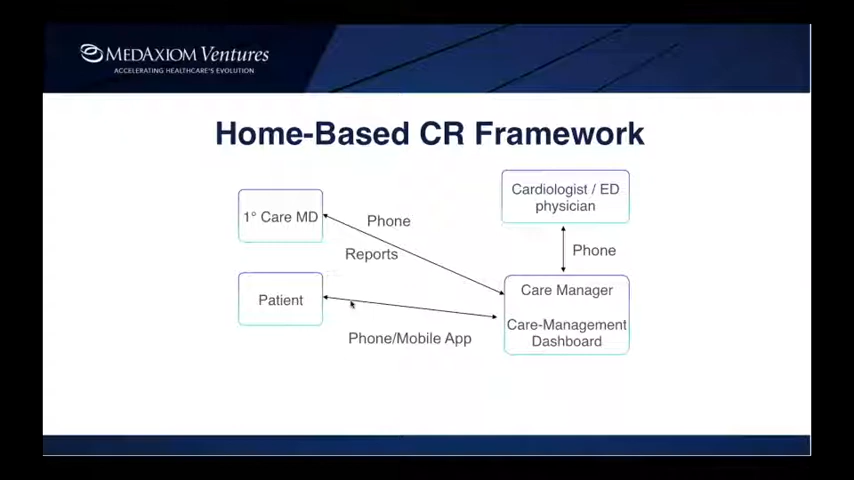 MEDAXIOM Ventures
ACCELERATING HEALTHCARE'S EVOLUTION
Home-Based CR Framework
Cardiologist / ED
physician
1° Care MD
Phone
Reports
Phone
Patient
Care Manager
Care-Management
Dashboard
Phone/Mobile App